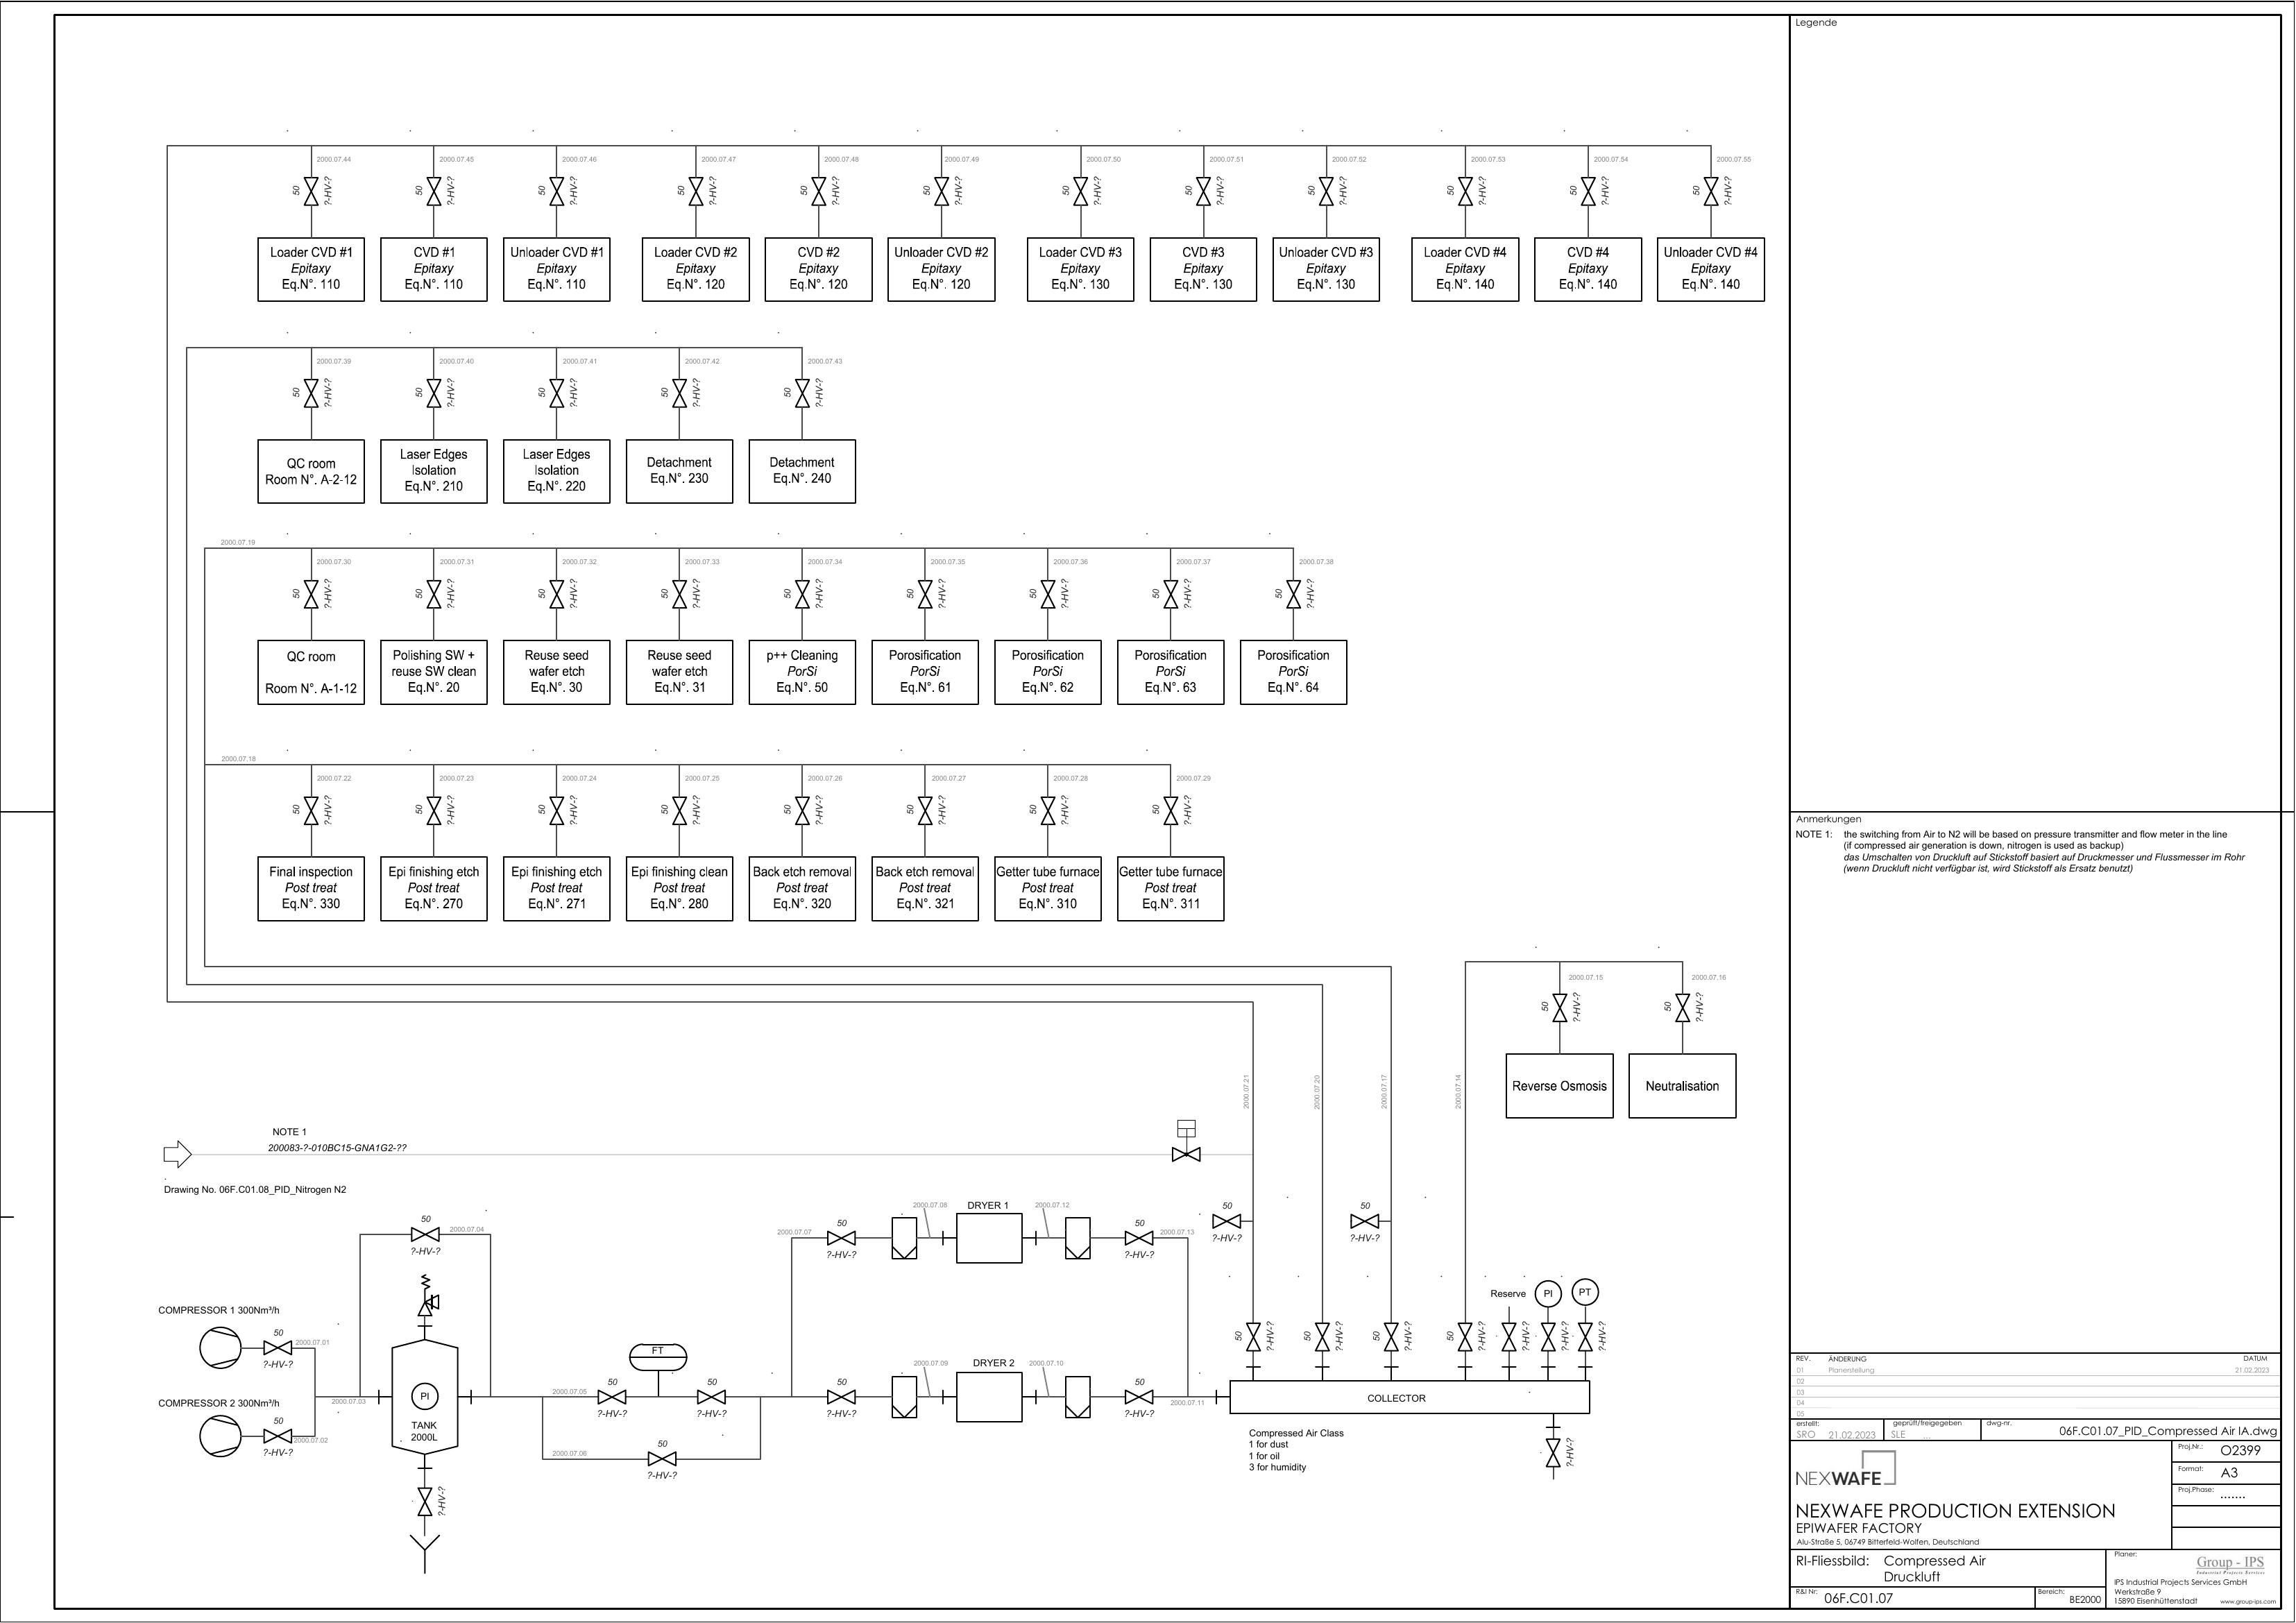 Legende
2000.07.44 2000.07.45 2000.07.46 2000.07.47 2000.07.48 2000.07.49 2000.07.50 2000.07.51 2000.07.52 2000.07.53 2000.07.54 2000.07.55
50 ?-HV-? 50 ?-HV-? 50 ?-HV-? 50 ?-HV-? 50 ?-HV-? 50 ?-HV-? 50 ?-HV-? 50 ?-HV-? 50 ?-HV-? 50 ?-HV-? 50 ?-HV-? 50 ?-HV-?
Loader CVD #1
Epitaxy
Eq.N°. 110
CVD #1
Epitaxy
Eq.N°. 110
Unloader CVD #1
Epitaxy
Eq.N°. 110
Loader CVD #2
Epitaxy
Eq.N°. 120
CVD #2
Epitaxy
Eq.N°. 120
Unloader CVD #2
Epitaxy
Eq.N°. 120
Loader CVD #3
Epitaxy
Eq.N°. 130
CVD #3
Epitaxy
Eq.N°. 130
Unloader CVD #3
Epitaxy
Eq.N°. 130
Loader CVD #4
Epitaxy
Eq.N°. 140
CVD #4
Epitaxy
Eq.N°. 140
Unloader CVD #4
Epitaxy
Eq.N°. 140
2000.07.39 2000.07.40 2000.07.41 2000.07.42 2000.07.43
50 ?-HV-? 50 ?-HV-? 50 ?-HV-? 50 ?-HV-? 50 ?-HV-?
QC room
Room N°. A-2-12
Laser Edges
Isolation
Eq.N°. 210
Laser Edges
Isolation
Eq.N°. 220
Detachment
Eq.N°. 230
Detachment
Eq.N°. 240
2000.07.19
2000.07.30 2000.07.31 2000.07.32 2000.07.33 2000.07.34 2000.07.35 2000.07.36 2000.07.37 2000.07.38
50 ?-HV-? 50 ?-HV-? 50 ?-HV-? 50 ?-HV-? 50 ?-HV-? 50 ?-HV-? 50 ?-HV-? 50 ?-HV-? 50 ?-HV-?
QC room
Room N°. A-1-12
Polishing SW +
reuse SW clean
Eq.N°. 20
Reuse seed
wafer etch
Eq.N°. 30
Reuse seed
wafer etch
Eq.N°. 31
p++ Cleaning
PorSi
Eq.N°. 50
Porosification
PorSi
Eq.N°. 61
Porosification
PorSi
Eq.N°. 62
Porosification
PorSi
Eq.N°. 63
Porosification
PorSi
Eq.N°. 64
2000.07.18
2000.07.22 2000.07.23 2000.07.24 2000.07.25 2000.07.26 2000.07.27 2000.07.28 2000.07.29
50 ?-HV-? 50 ?-HV-? 50 ?-HV-? 50 ?-HV-? 50 ?-HV-? 50 ?-HV-? 50 ?-HV-? 50 ?-HV-?
Final inspection
Post treat
Eq.N°. 330
Epi finishing etch
Post treat
Eq.N°. 270
Epi finishing etch
Post treat
Eq.N°. 271
Epi finishing clean
Post treat
Eq.N°. 280
Back etch removal
Post treat
Eq.N°. 320
Back etch removal
Post treat
Eq.N°. 321
Getter tube furnace
Post treat
Eq.N°. 310
Getter tube furnace
Post treat
Eq.N°. 311
2000.07.15 2000.07.16
50 ?-HV-? 50 ?-HV-?
Reverse Osmosis
Neutralisation
2000.07.21 2000.07.20 2000.07.17 2000.07.14
NOTE 1
200083-?-010BC15-GNA1G2-??
Drawing No. 06F.C01.08_PID_Nitrogen N2
50
2000.07.04
?-HV-?
COMPRESSOR 1 300Nm³/h
50
2000.07.01
?-HV-?
COMPRESSOR 2 300Nm³/h
50
2000.07.02
?-HV-?
2000.07.03
PI
TANK
2000L
?-HV-?
FT
2000.07.05
50
?-HV-?
50
?-HV-?
2000.07.06
50
?-HV-?
2000.07.07
50
?-HV-?
2000.07.08
DRYER 1
2000.07.12
50
?-HV-?
2000.07.13
50
?-HV-?
2000.07.09
DRYER 2
2000.07.10
50
?-HV-?
2000.07.11
50
?-HV-?
50
?-HV-?
Reserve
PI
PT
50 ?-HV-? 50 ?-HV-? 50 ?-HV-? 50 ?-HV-? ?-HV-? ?-HV-? ?-HV-?
COLLECTOR
?-HV-?
Compressed Air Class
1 for dust
1 for oil
3 for humidity
Anmerkungen
NOTE 1: the switching from Air to N2 will be based on pressure transmitter and flow meter in the line
(if compressed air generation is down, nitrogen is used as backup)
das Umschalten von Druckluft auf Stickstoff basiert auf Druckmesser und Flussmesser im Rohr
(wenn Druckluft nicht verfügbar ist, wird Stickstoff als Ersatz benutzt)
REV. ÄNDERUNG DATUM
01 Planerstellung 21.02.2023
02
03
04
05
erstellt: geprüft/freigegeben dwg-nr.
SRO 21.02.2023 SLE ... 06F.C01.07_PID_Compressed Air IA.dwg
Proj.Nr.: O2399
Format: A3
Proj.Phase: .......
NEXWAFE
NEXWAFE PRODUCTION EXTENSION
EPIWAFER FACTORY
Alu-Straße 5, 06749 Bitterfeld-Wolfen, Deutschland
RI-Fliessbild: Compressed Air
Druckluft
R&I Nr: 06F.C01.07
Bereich: BE2000
Planer:
Group - IPS
Industrial Projects Services
IPS Industrial Projects Services GmbH
Werkstraße 9
15890 Eisenhüttenstadt www.group-ips.com